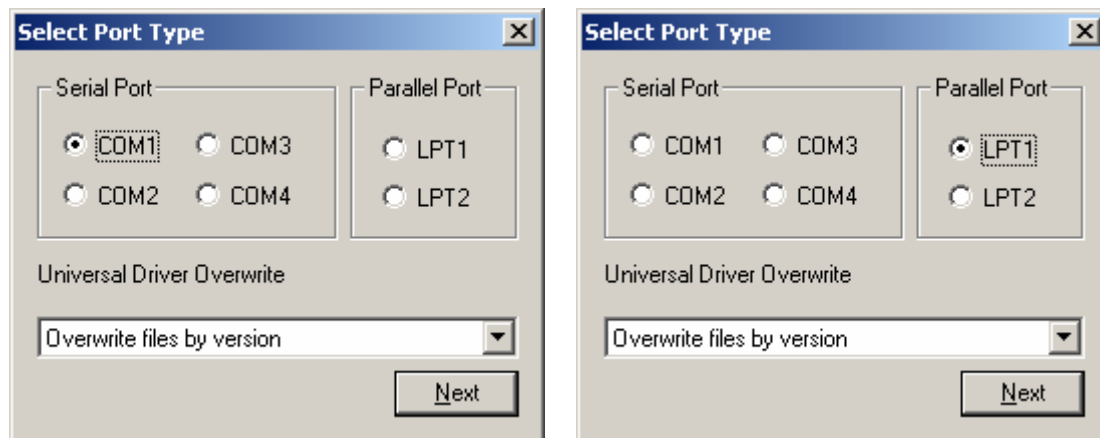 Select Port Type
Serial Port
Parallel Port
COM1 COM3
LPT1
COM2 COM4
LPT2
Universal Driver Overwrite
Overwrite files by version
Next
Select Port Type
Serial Port
Parallel Port
COM1 COM3
LPT1
COM2 COM4
LPT2
Universal Driver Overwrite
Overwrite files by version
Next